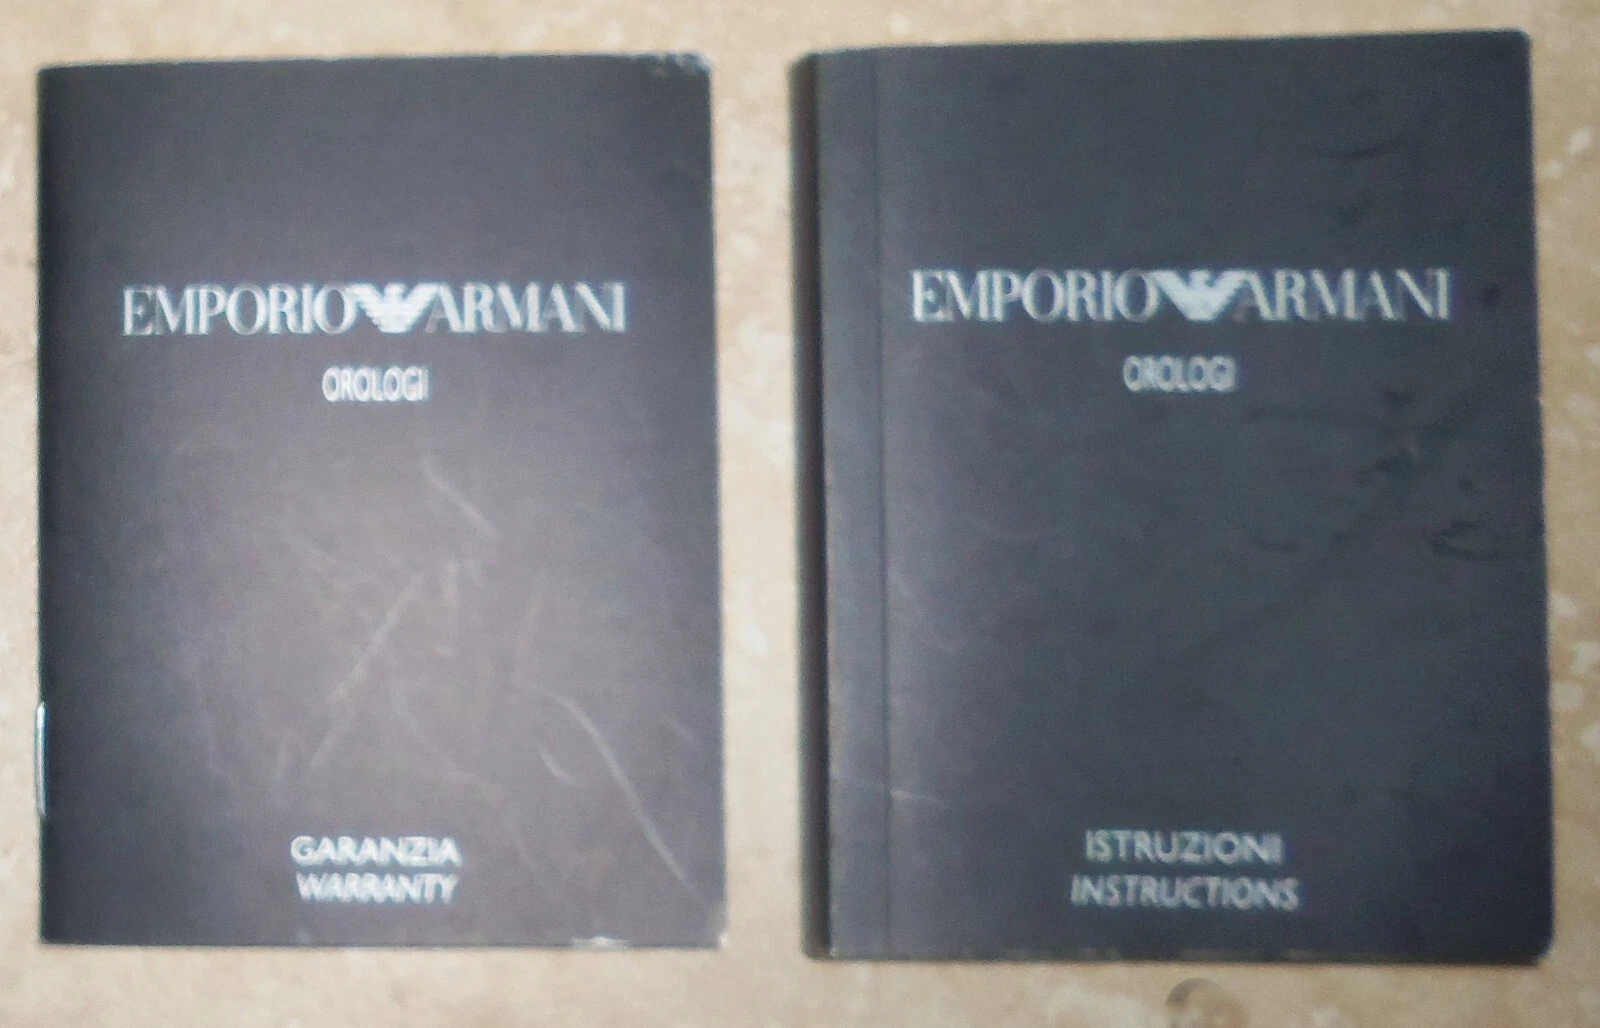 EMPORIO ARMANI
OROLOGI
GARANZIA
WARRANTY
EMPORIO ARMANI
OROLOGI
ISTRUZIONI
INSTRUCTIONS